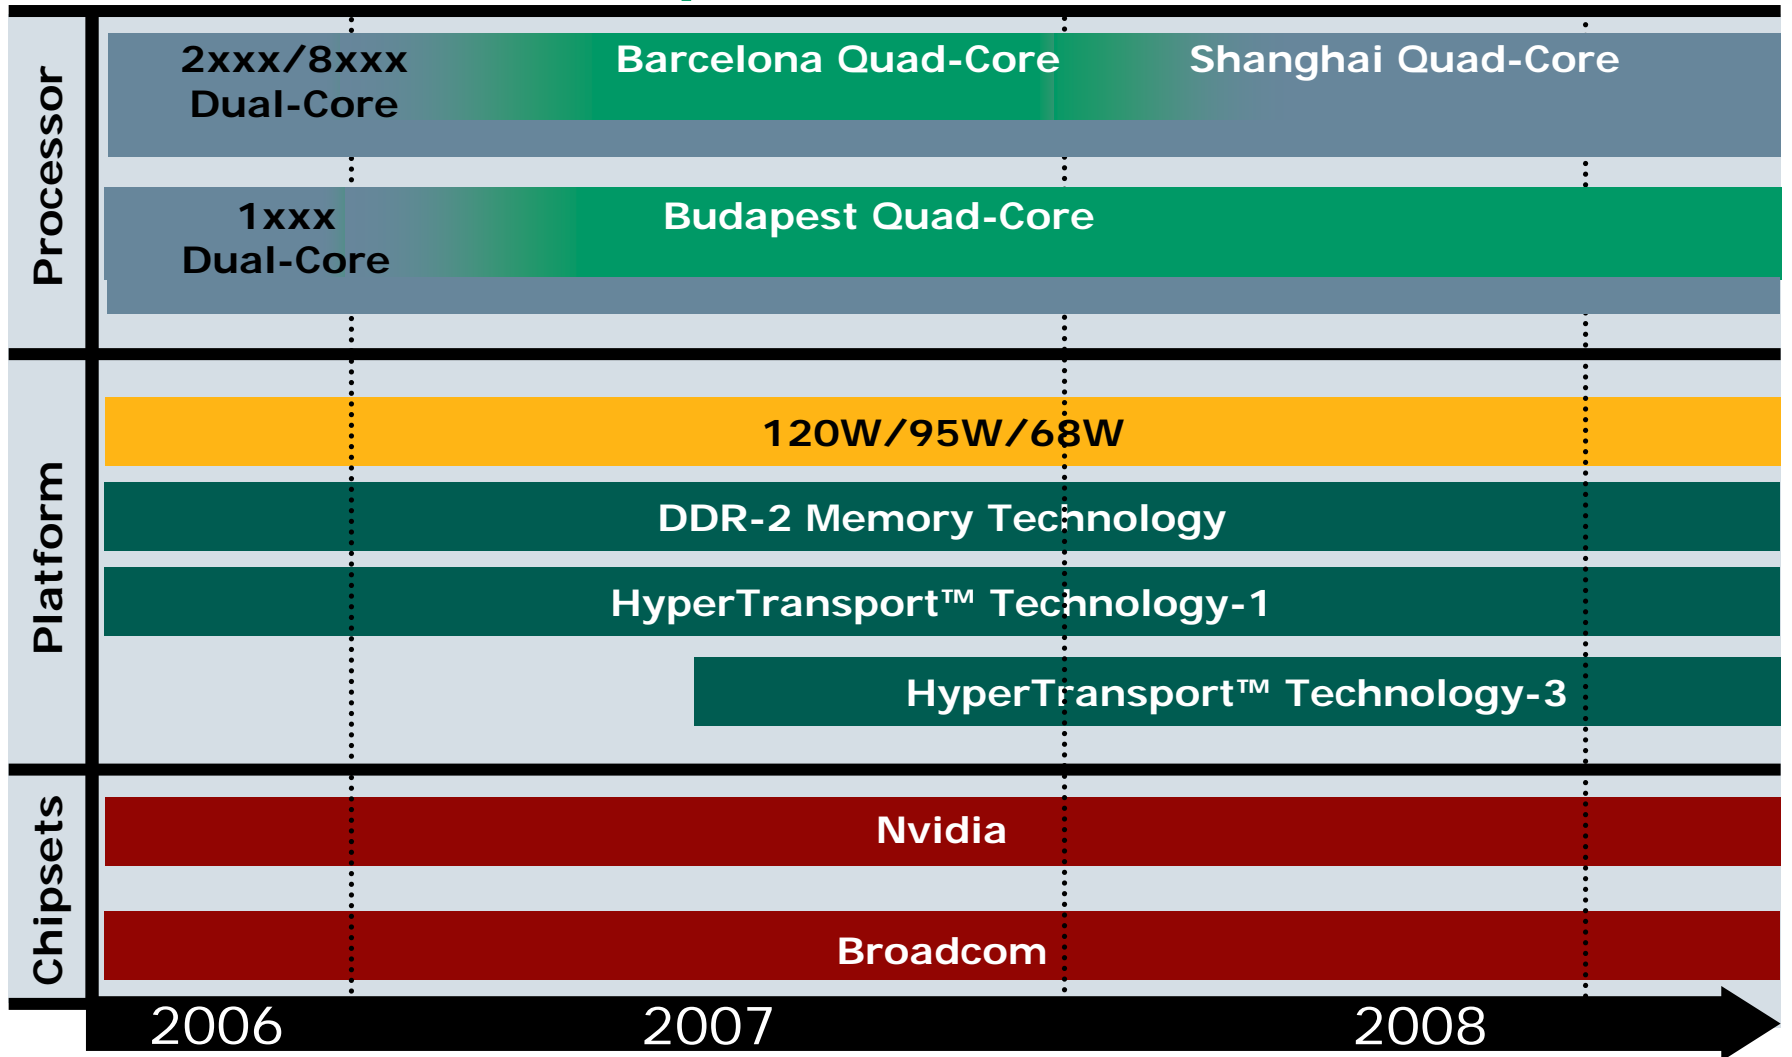 Processor
2xxx/8xxx
Dual-Core
Barcelona Quad-Core
Shanghai Quad-Core
1xxx
Dual-Core
Budapest Quad-Core
Platform
120W/95W/68W
DDR-2 Memory Technology
HyperTransport™ Technology-1
HyperTransport™ Technology-3
Chipsets
Nvidia
Broadcom
2006
2007
2008